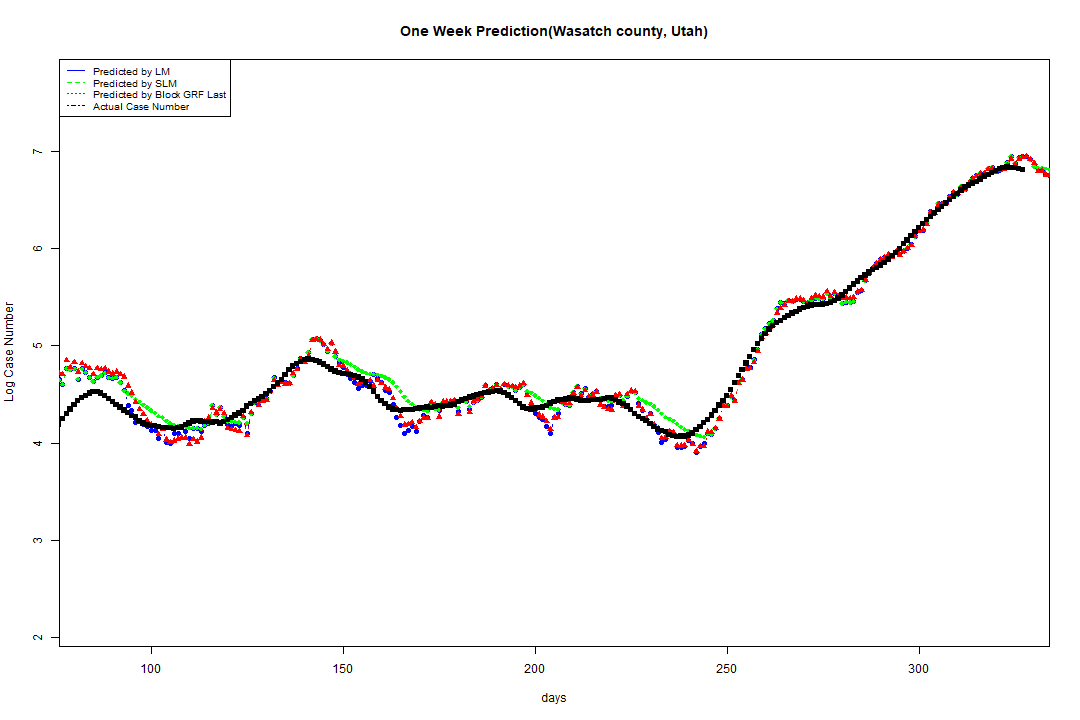 One Week Prediction(Wasatch county, Utah)
Predicted by LM
Predicted by SLM
Predicted by Block GRF Last
Actual Case Number
7
6
5
4
3
2
Log Case Number
100 150 200 250 300
days